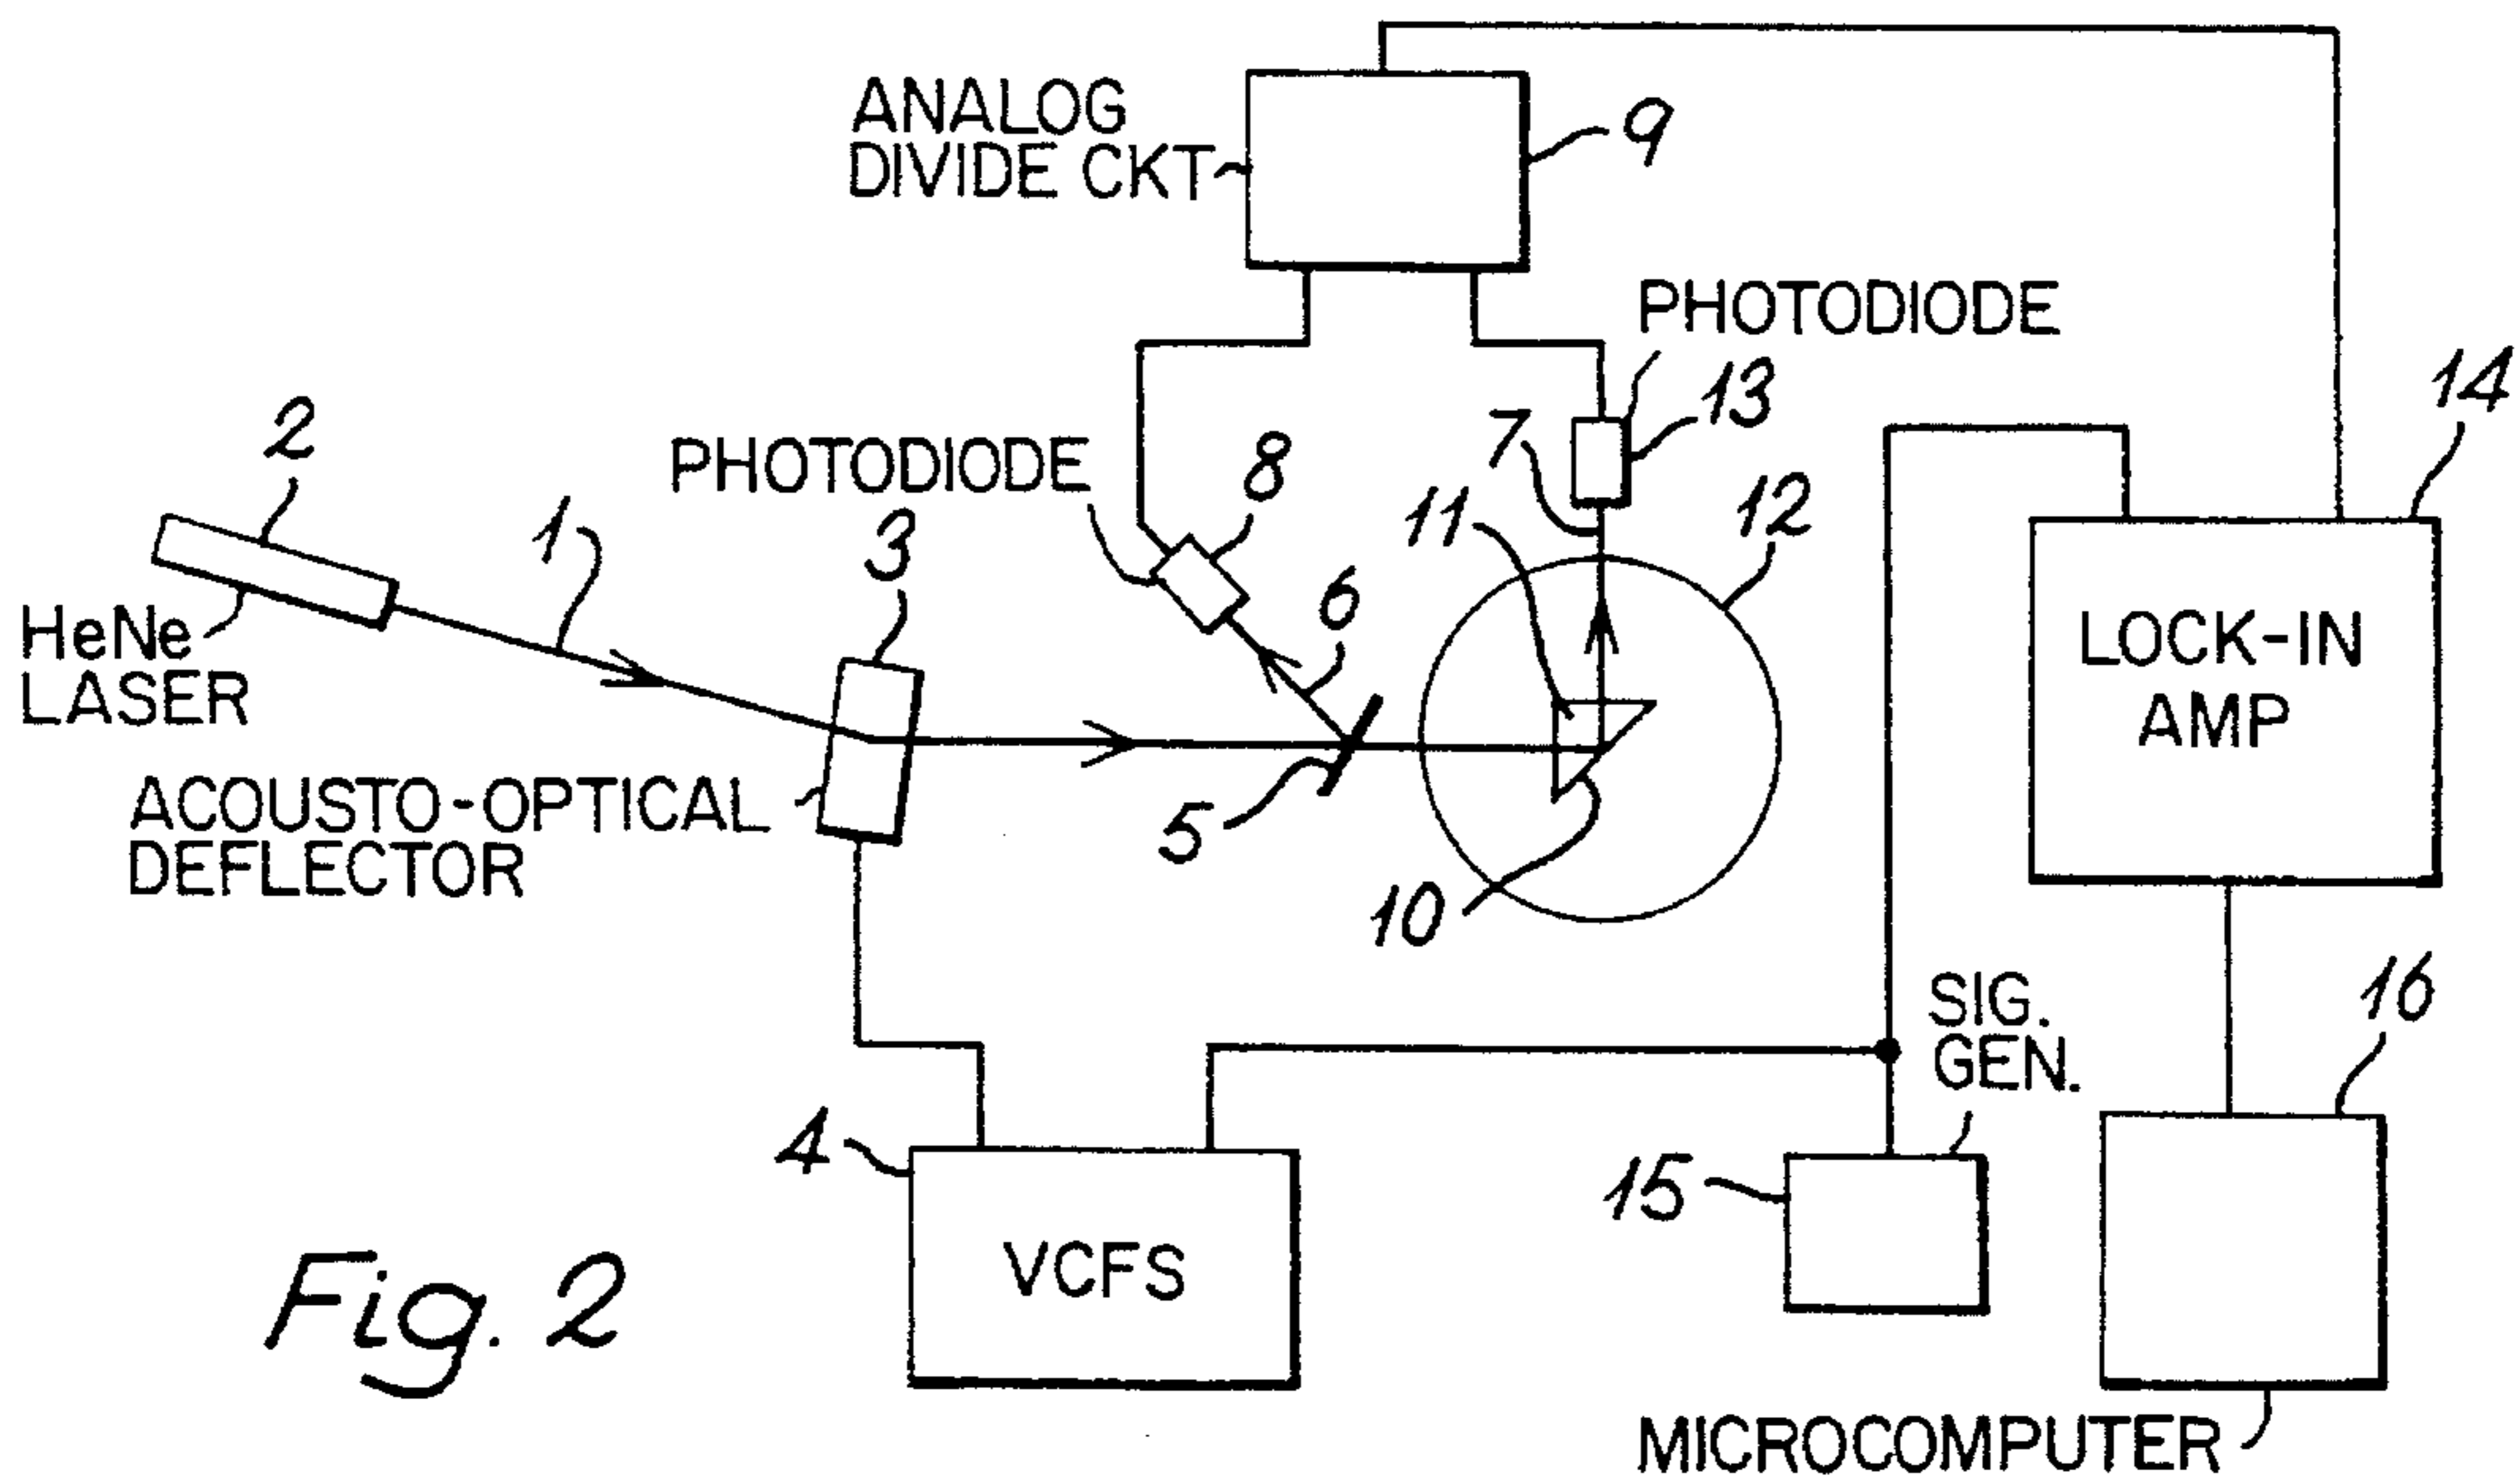 ANALOG
DIVIDE CKT
9
PHOTODIODE
13
14
2
1
PHOTODIODE
8
7
11
12
3
6
HeNe
LASER
LOCK-IN
AMP
ACOUSTO-OPTICAL
DEFLECTOR
5
10
SIG.
GEN.
16
4
15
VCFS
Fig. 2
MICROCOMPUTER